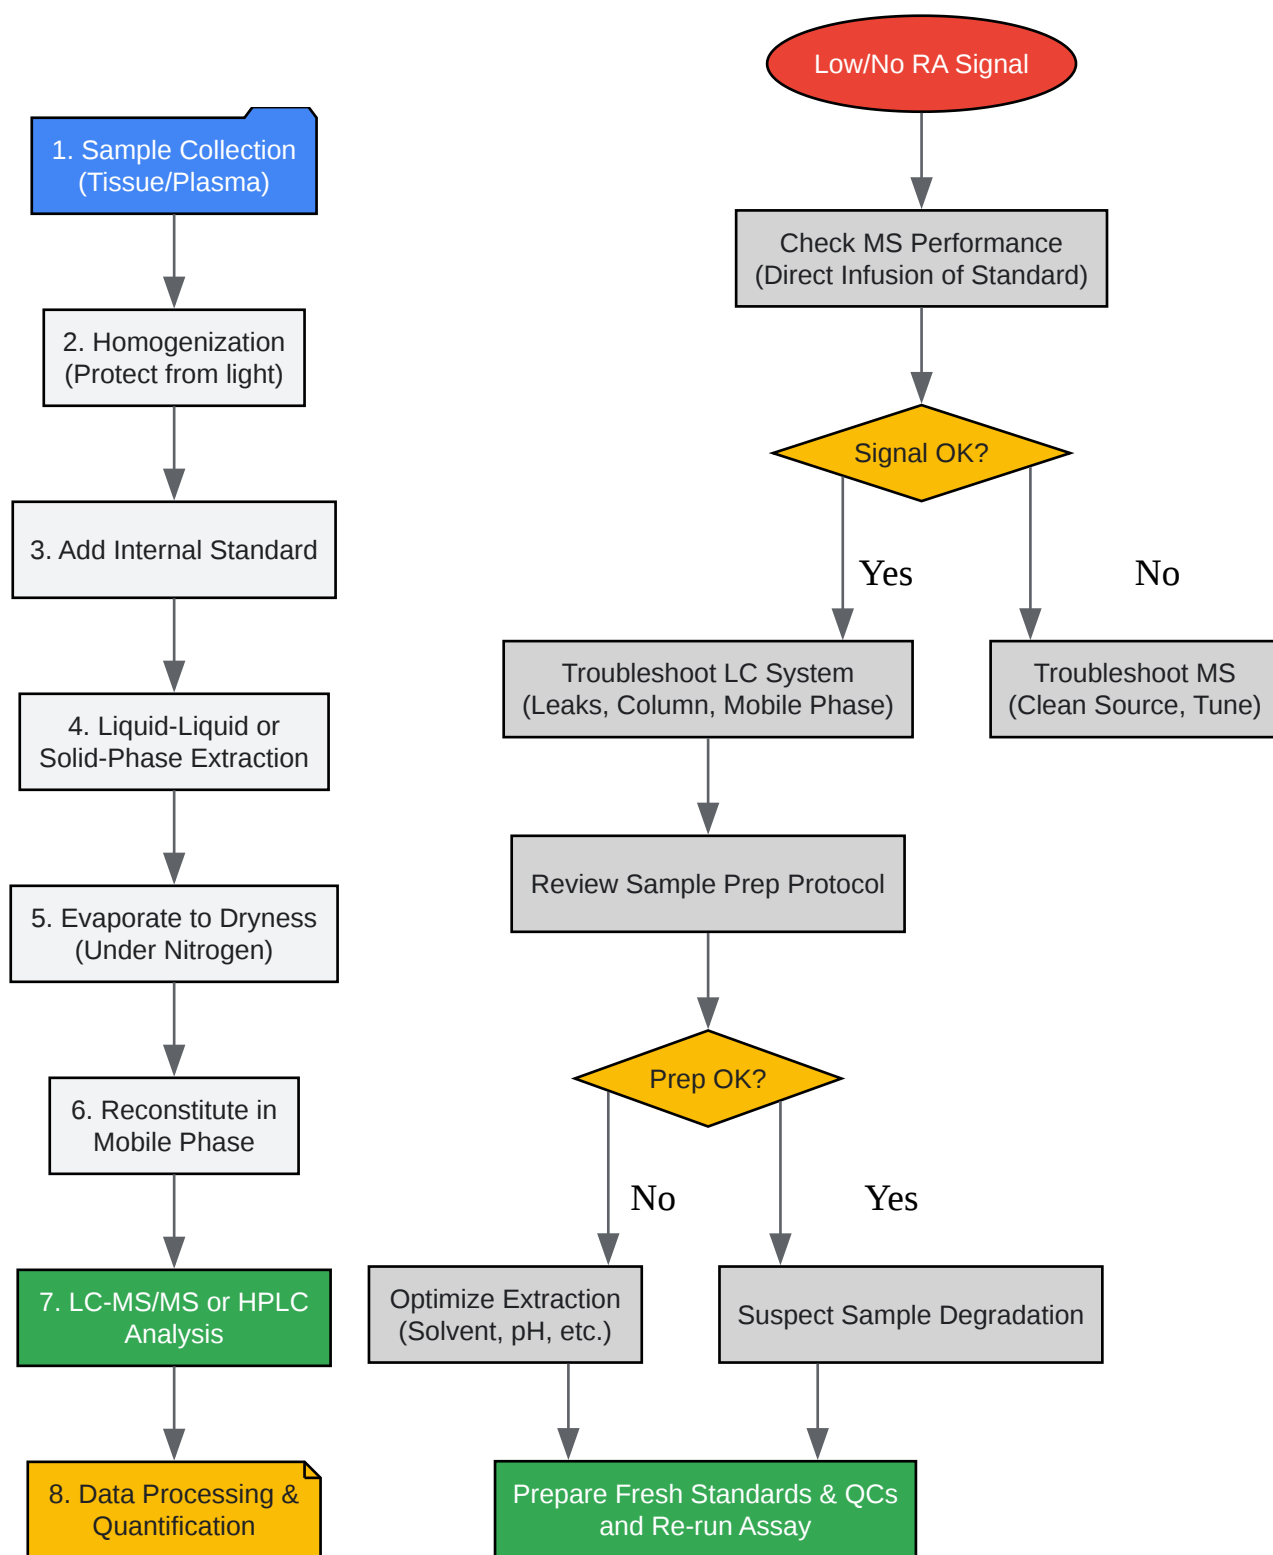 1. Sample Collection
(Tissue/Plasma)
2. Homogenization
(Protect from light)
3. Add Internal Standard
4. Liquid-Liquid or
Solid-Phase Extraction
5. Evaporate to Dryness
(Under Nitrogen)
6. Reconstitute in
Mobile Phase
7. LC-MS/MS or HPLC
Analysis
8. Data Processing &
Quantification
Low/No RA Signal
Check MS Performance
(Direct Infusion of Standard)
Signal OK?
Yes
No
Troubleshoot LC System
(Leaks, Column, Mobile Phase)
Troubleshoot MS
(Clean Source, Tune)
Review Sample Prep Protocol
Prep OK?
No
Yes
Optimize Extraction
(Solvent, pH, etc.)
Suspect Sample Degradation
Prepare Fresh Standards & QCs
and Re-run Assay